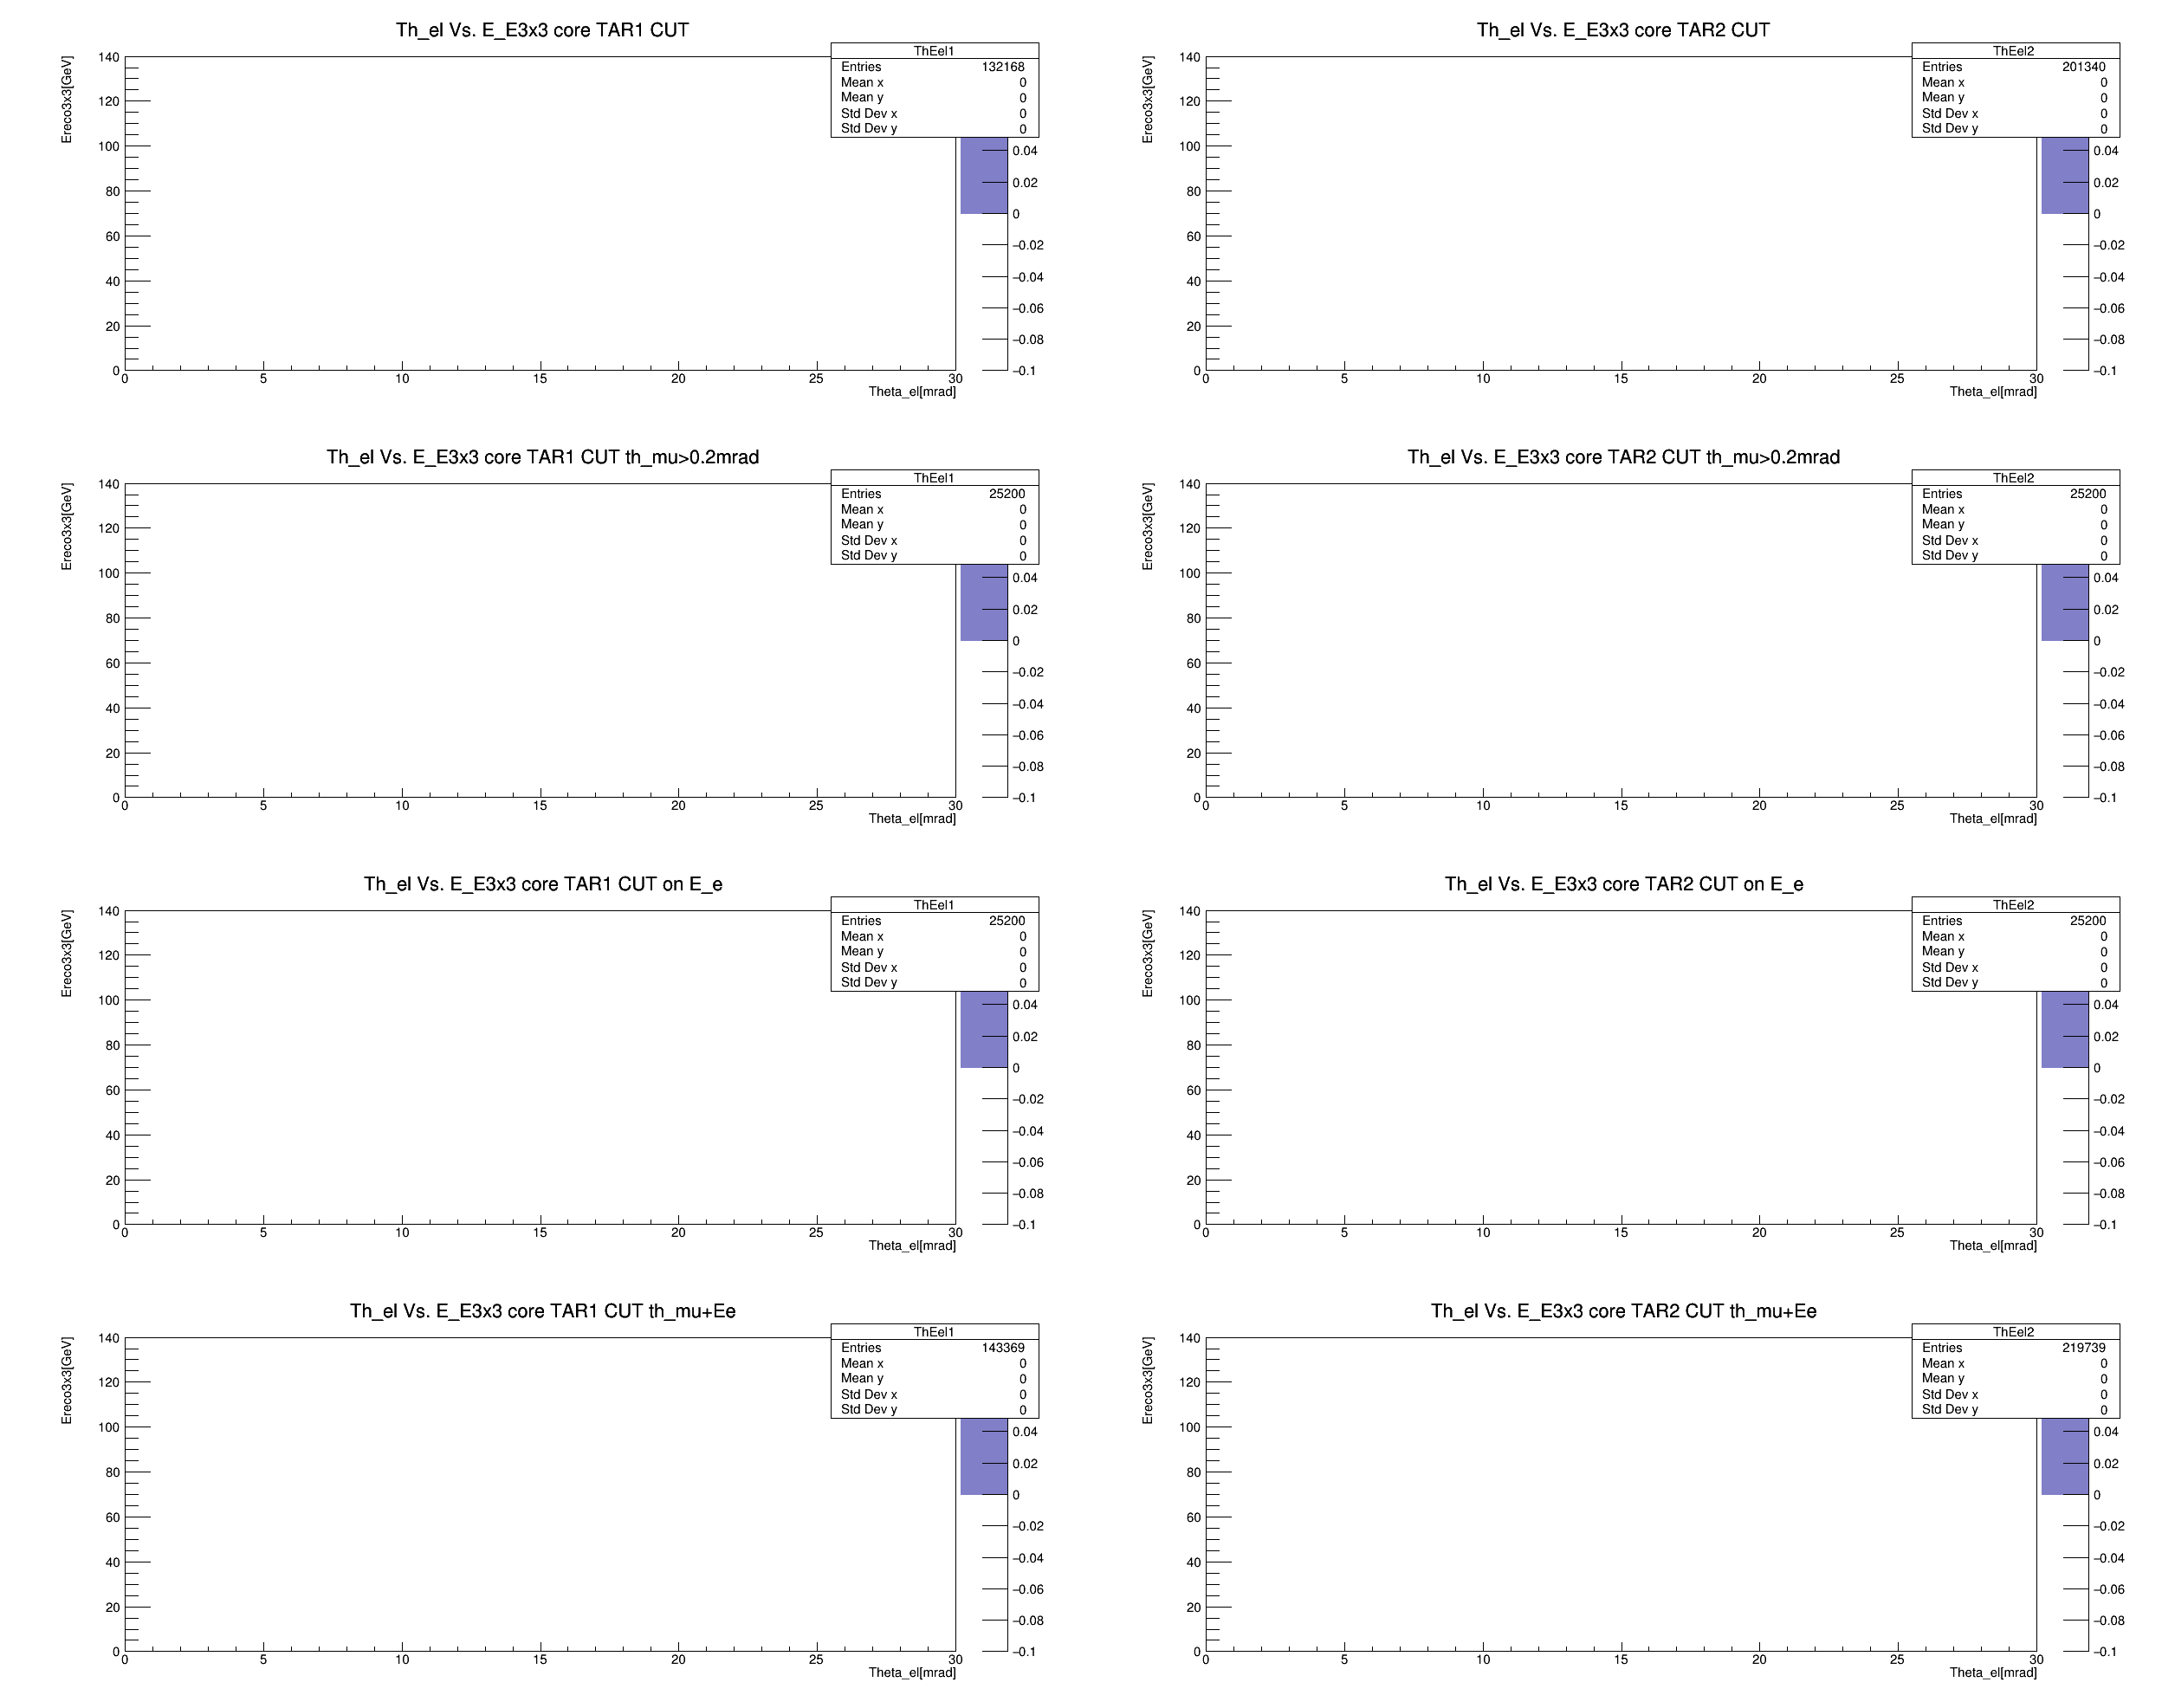 Th_el Vs. E_E3x3 core TAR1 CUT
Ereco3x3[GeV]
140
120
100
80
60
40
20
0
0 5 10 15 20 25 30
Theta_el[mrad]
ThEel1
Entries 132168
Mean x 0
Mean y 0
Std Dev x 0
Std Dev y 0
0.04
0.02
0
−0.02
−0.04
−0.06
−0.08
−0.1
Th_el Vs. E_E3x3 core TAR2 CUT
Ereco3x3[GeV]
140
120
100
80
60
40
20
0
0 5 10 15 20 25 30
Theta_el[mrad]
ThEel2
Entries 201340
Mean x 0
Mean y 0
Std Dev x 0
Std Dev y 0
0.04
0.02
0
−0.02
−0.04
−0.06
−0.08
−0.1
Th_el Vs. E_E3x3 core TAR1 CUT th_mu>0.2mrad
Ereco3x3[GeV]
140
120
100
80
60
40
20
0
0 5 10 15 20 25 30
Theta_el[mrad]
ThEel1
Entries 25200
Mean x 0
Mean y 0
Std Dev x 0
Std Dev y 0
0.04
0.02
0
−0.02
−0.04
−0.06
−0.08
−0.1
Th_el Vs. E_E3x3 core TAR2 CUT th_mu>0.2mrad
Ereco3x3[GeV]
140
120
100
80
60
40
20
0
0 5 10 15 20 25 30
Theta_el[mrad]
ThEel2
Entries 25200
Mean x 0
Mean y 0
Std Dev x 0
Std Dev y 0
0.04
0.02
0
−0.02
−0.04
−0.06
−0.08
−0.1
Th_el Vs. E_E3x3 core TAR1 CUT on E_e
Ereco3x3[GeV]
140
120
100
80
60
40
20
0
0 5 10 15 20 25 30
Theta_el[mrad]
ThEel1
Entries 25200
Mean x 0
Mean y 0
Std Dev x 0
Std Dev y 0
0.04
0.02
0
−0.02
−0.04
−0.06
−0.08
−0.1
Th_el Vs. E_E3x3 core TAR2 CUT on E_e
Ereco3x3[GeV]
140
120
100
80
60
40
20
0
0 5 10 15 20 25 30
Theta_el[mrad]
ThEel2
Entries 25200
Mean x 0
Mean y 0
Std Dev x 0
Std Dev y 0
0.04
0.02
0
−0.02
−0.04
−0.06
−0.08
−0.1
Th_el Vs. E_E3x3 core TAR1 CUT th_mu+Ee
Ereco3x3[GeV]
140
120
100
80
60
40
20
0
0 5 10 15 20 25 30
Theta_el[mrad]
ThEel1
Entries 143369
Mean x 0
Mean y 0
Std Dev x 0
Std Dev y 0
0.04
0.02
0
−0.02
−0.04
−0.06
−0.08
−0.1
Th_el Vs. E_E3x3 core TAR2 CUT th_mu+Ee
Ereco3x3[GeV]
140
120
100
80
60
40
20
0
0 5 10 15 20 25 30
Theta_el[mrad]
ThEel2
Entries 219739
Mean x 0
Mean y 0
Std Dev x 0
Std Dev y 0
0.04
0.02
0
−0.02
−0.04
−0.06
−0.08
−0.1